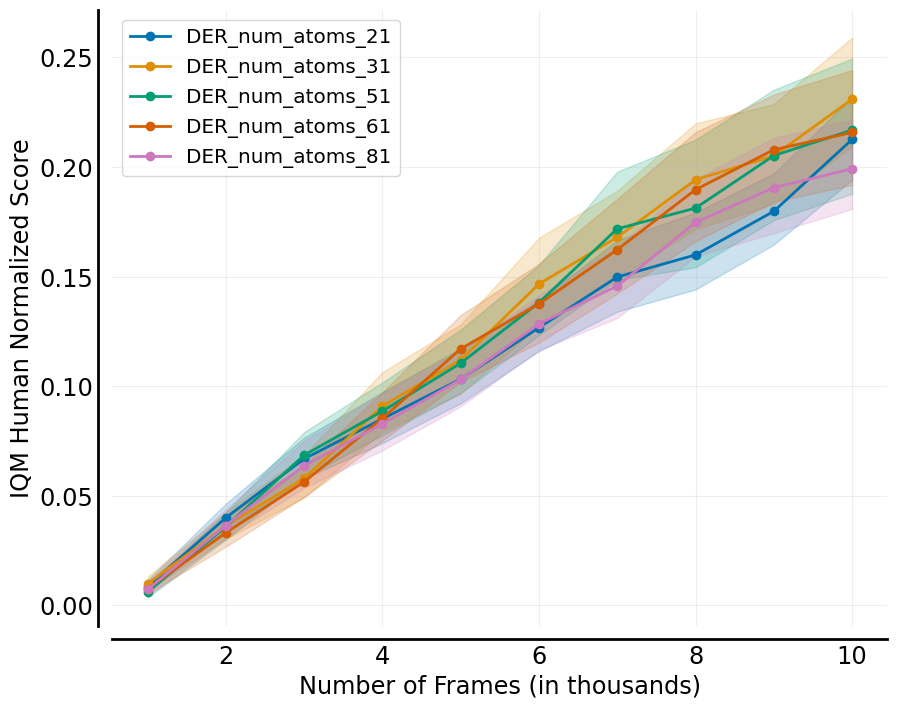 DER_num_atoms_21
DER_num_atoms_31
DER_num_atoms_51
DER_num_atoms_61
DER_num_atoms_81
IQM Human Normalized Score
0.25
0.20
0.15
0.10
0.05
0.00
2 4 6 8 10
Number of Frames (in thousands)